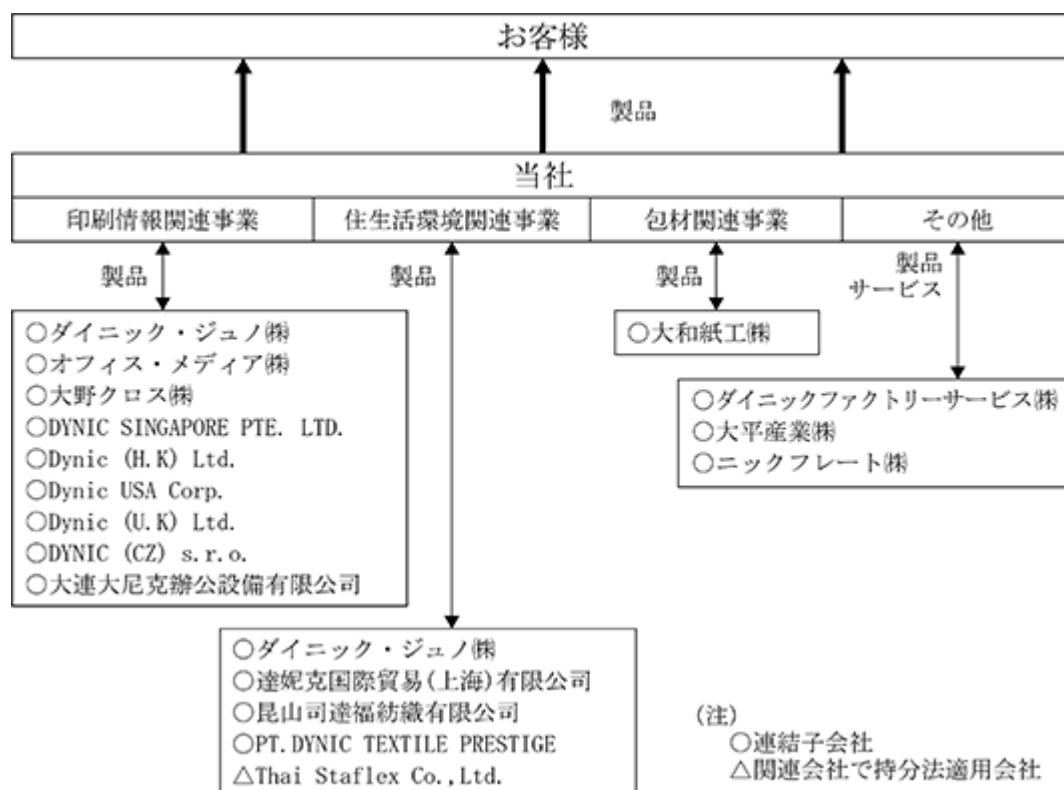 お客様
製品
当社
印刷情報関連事業
住生活環境関連事業
包材関連事業
その他
製品
製品
製品
製品
サービス
○ダイニック・ジュノ㈱
○オフィス・メディア㈱
○大野クロス㈱
○DYNIC SINGAPORE PTE. LTD.
○Dynic (H.K) Ltd.
○Dynic USA Corp.
○Dynic (U.K) Ltd.
○DYNIC (CZ) s.r.o.
○大連大尼克辦公設備有限公司
○大和紙工㈱
○ダイニックファクトリーサービス㈱
○大平産業㈱
○ニックフレート㈱
○ダイニック・ジュノ㈱
○達妮克国際貿易(上海)有限公司
○昆山司達福紡織有限公司
○PT.DYNIC TEXTILE PRESTIGE
△Thai Staflex Co.,Ltd.
(注)
○連結子会社
△関連会社で持分法適用会社